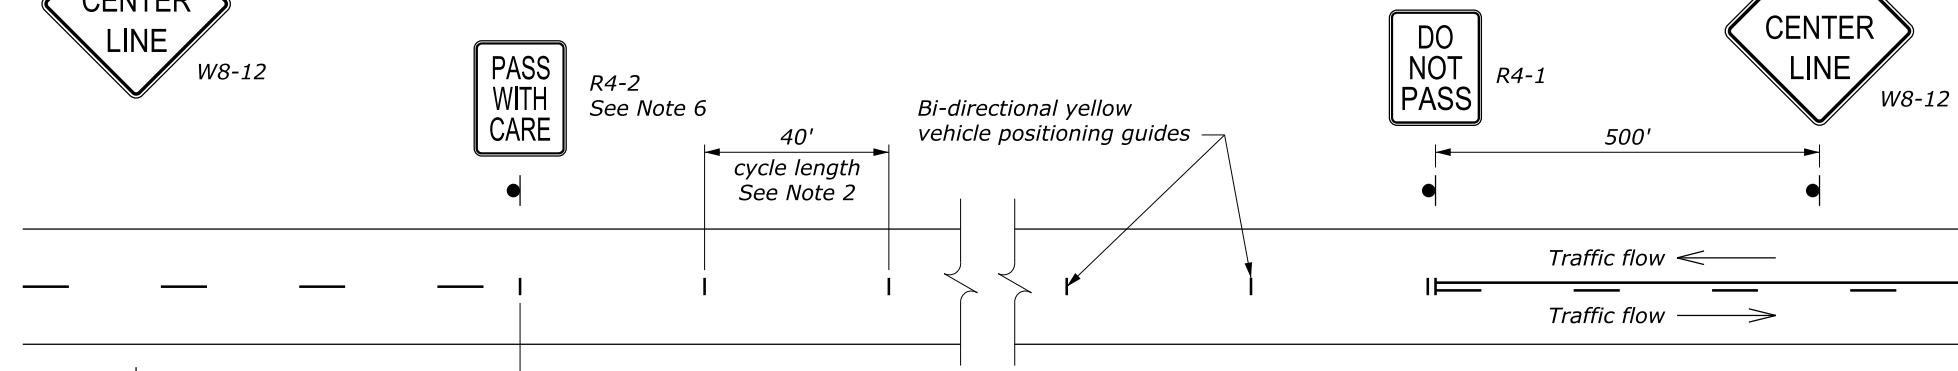 CENTER
LINE
W8-12
PASS
WITH
CARE
R4-2
See Note 6
40'
cycle length
See Note 2
Bi-directional yellow
vehicle positioning guides
DO
NOT
PASS
R4-1
500'
CENTER
LINE
W8-12
Traffic flow
Traffic flow